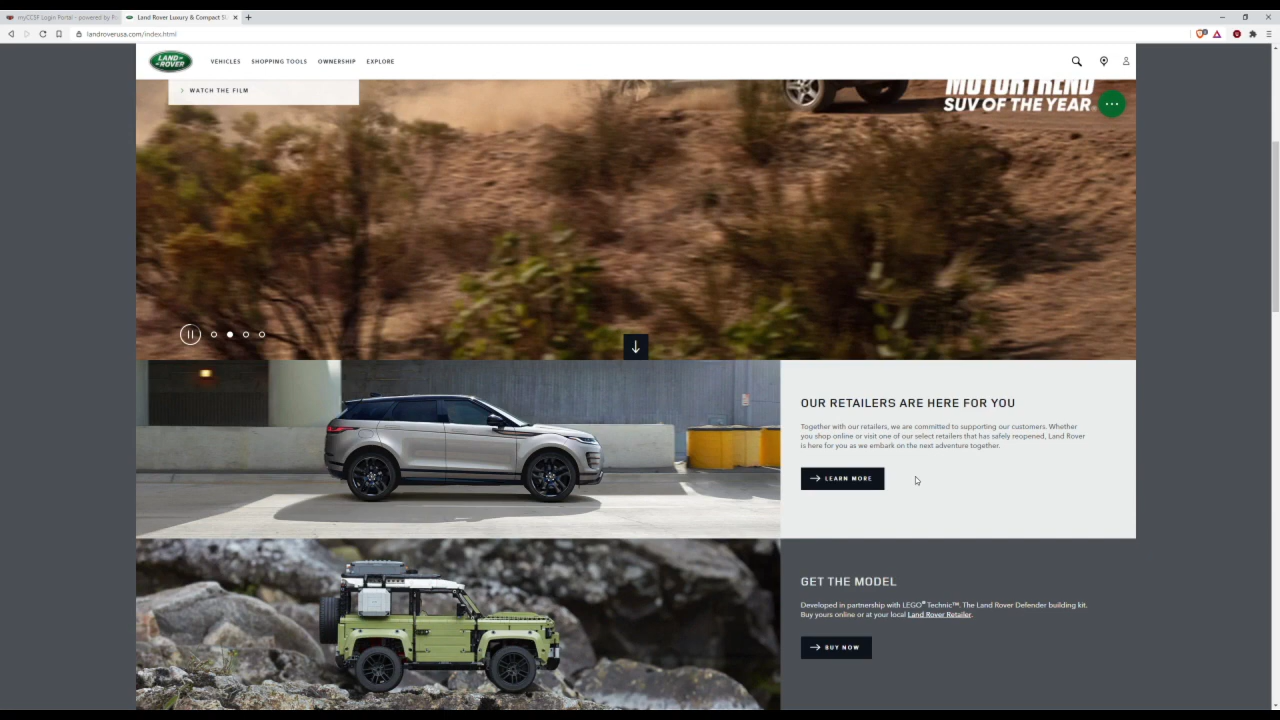 myCCSF Login Portal - powered by
Land Rover Luxury & Compact S
landroverusa.com/index.html
LAND-
ROVER
VEHICLES
SHOPPING TOOLS
OWNERSHIP
EXPLORE
WATCH THE FILM
MOTORTREND
SUV OF THE YEAR
OUR RETAILERS ARE HERE FOR YOU
Together with our retailers, we are committed to supporting our customers. Whether
you shop online or visit one of our select retailers that has safely reopened, Land Rover
is here for you as we embark on the next adventure together.
LEARN MORE
GET THE MODEL
Developed in partnership with LEGO® Technic™. The Land Rover Defender building kit.
Buy yours online or at your local Land Rover Retailer.
BUY NOW